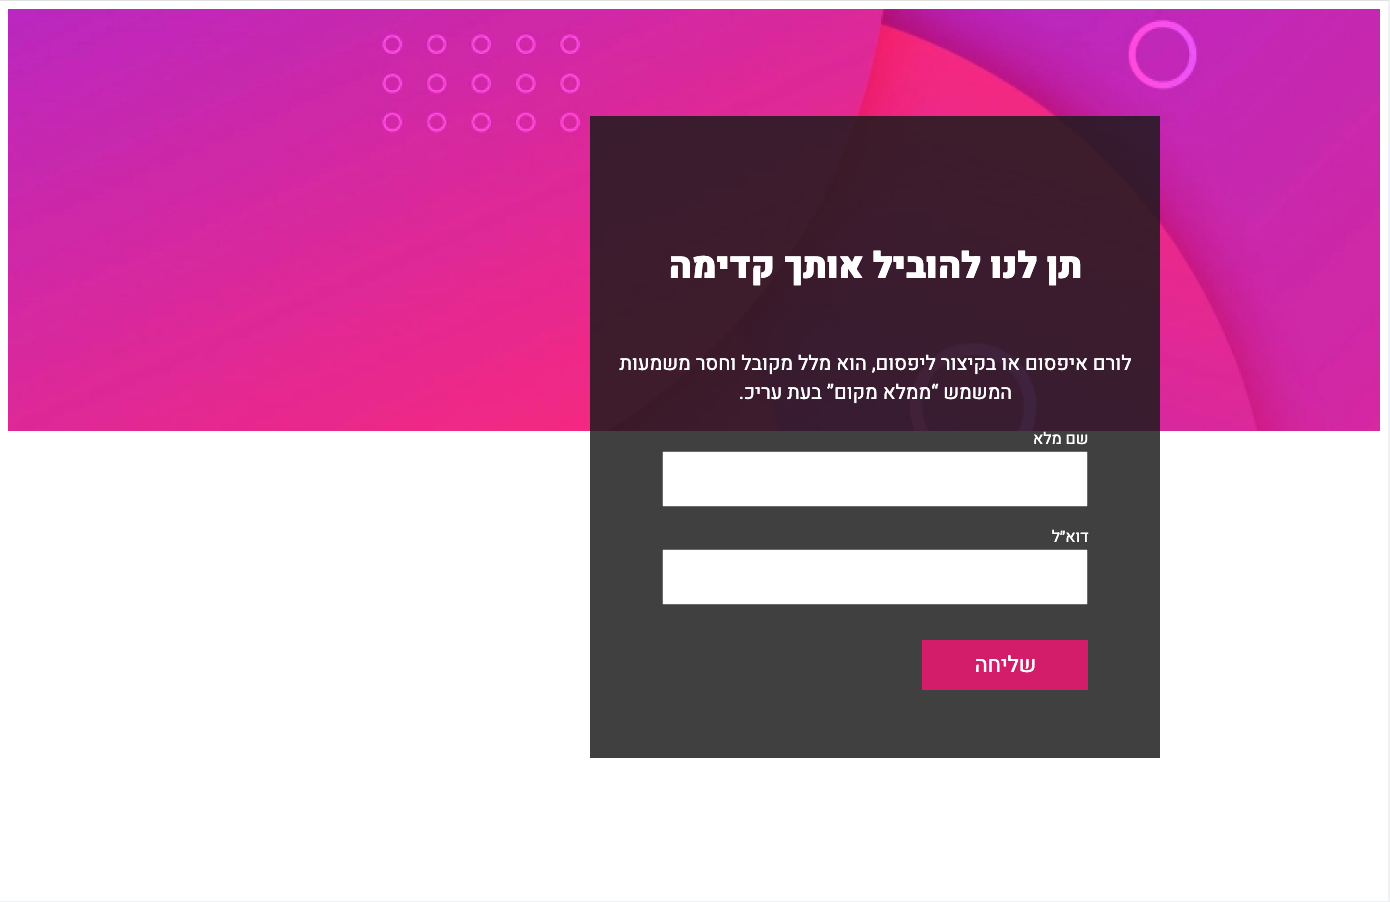 תן לנו להוביל אותך קדימה
לורם איפסום או בקיצור ליפסום, הוא מלל מקובל וחסר משמעות
המשמש “ממלא מקום” בעת עריכ.
שם מלא
דוא”ל
שליחה